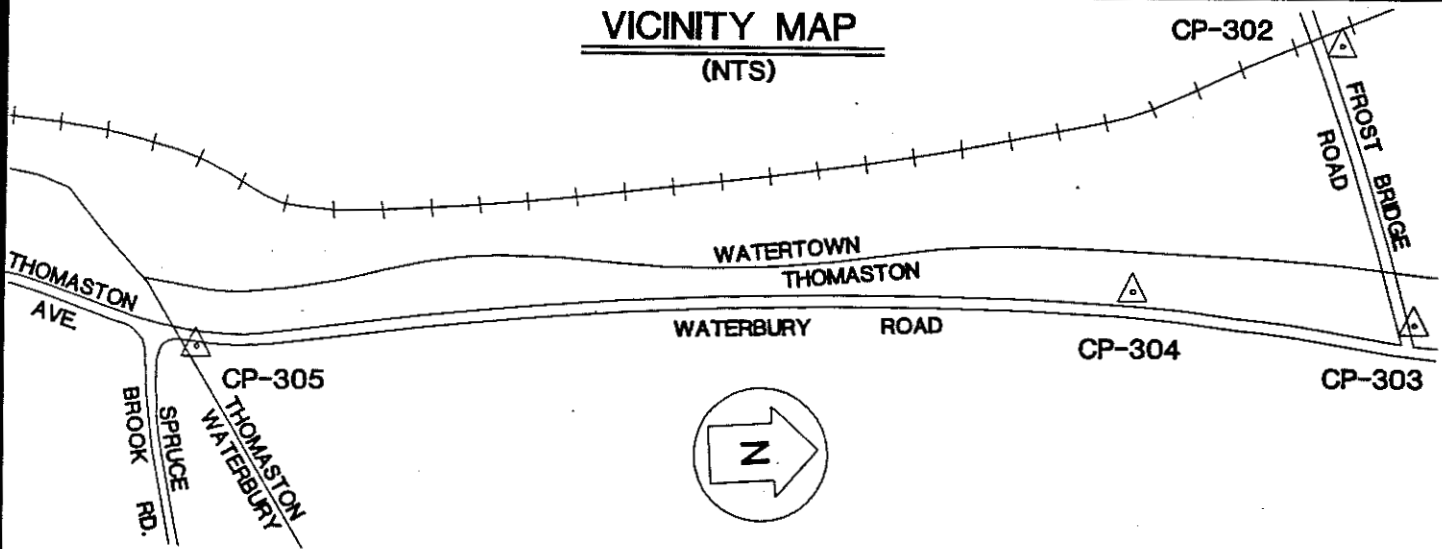 VICINITY MAP
(NTS)
CP-302
FROST BRIDGE
ROAD
WATERTOWN
THOMASTON
THOMASTON
AVE.
WATERBURY ROAD
CP-304
CP-303
CP-305
BROOK RD.
SPRUCE
THOMASTON
WATERBURY
N